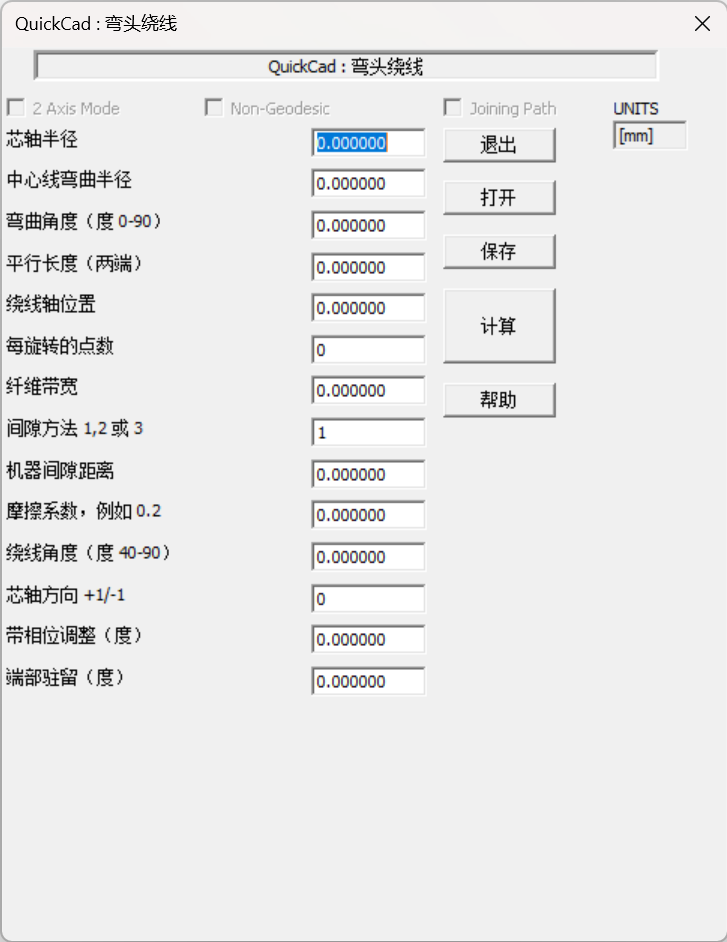 QuickCad : 弯头绕线
QuickCad : 弯头绕线
2 Axis Mode
Non-Geodesic
Joining Path
UNITS
芯轴半径
0.000000
退出
[mm]
中心线弯曲半径
0.000000
打开
弯曲角度（度 0-90）
0.000000
平行长度（两端）
0.000000
保存
绕线轴位置
0.000000
计算
每旋转的点数
0
纤维带宽
0.000000
帮助
间隙方法 1,2 或 3
1
机器间隙距离
0.000000
摩擦系数，例如 0.2
0.000000
绕线角度（度 40-90）
0.000000
芯轴方向 +1/-1
0
带相位调整（度）
0.000000
端部驻留（度）
0.000000